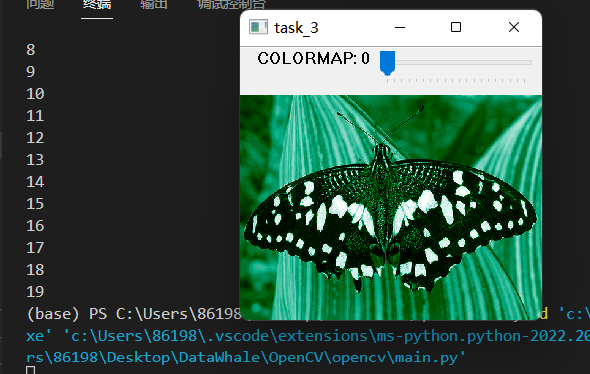 问题 终端 输出 调试控制台
task_3
COLORMAP: 0
8
9
10
11
12
13
14
15
16
17
18
19
(base) PS C:\Users\86198\ d 'c:\
xe' 'c:\Users\86198\.vscode\extensions\ms-python.python-2022.20
rs\86198\Desktop\DataWhale\OpenCV\opencv\main.py'